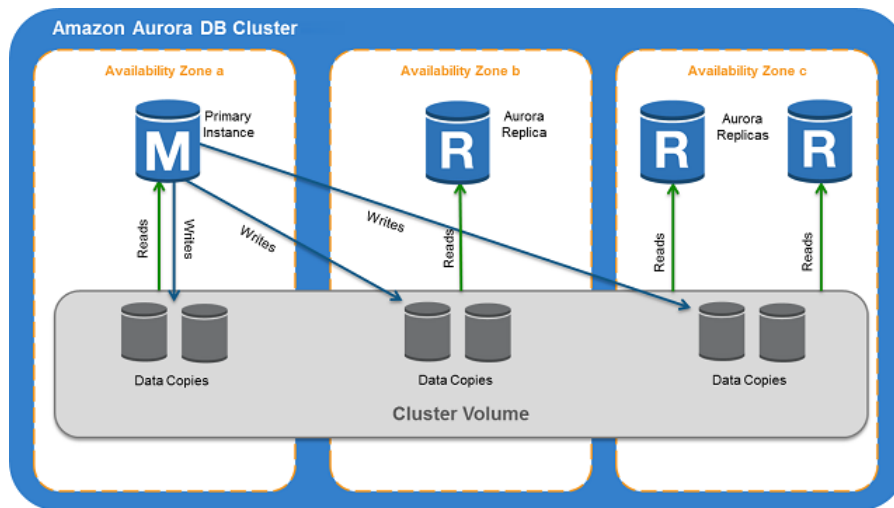 Amazon Aurora DB Cluster
Availability Zone a
Availability Zone b
Availability Zone c
M
Primary
Instance
R
Aurora
Replica
R
Aurora
Replicas
R
Reads
Writes
Writes
Writes
Reads
Reads
Reads
Data Copies
Data Copies
Data Copies
Cluster Volume